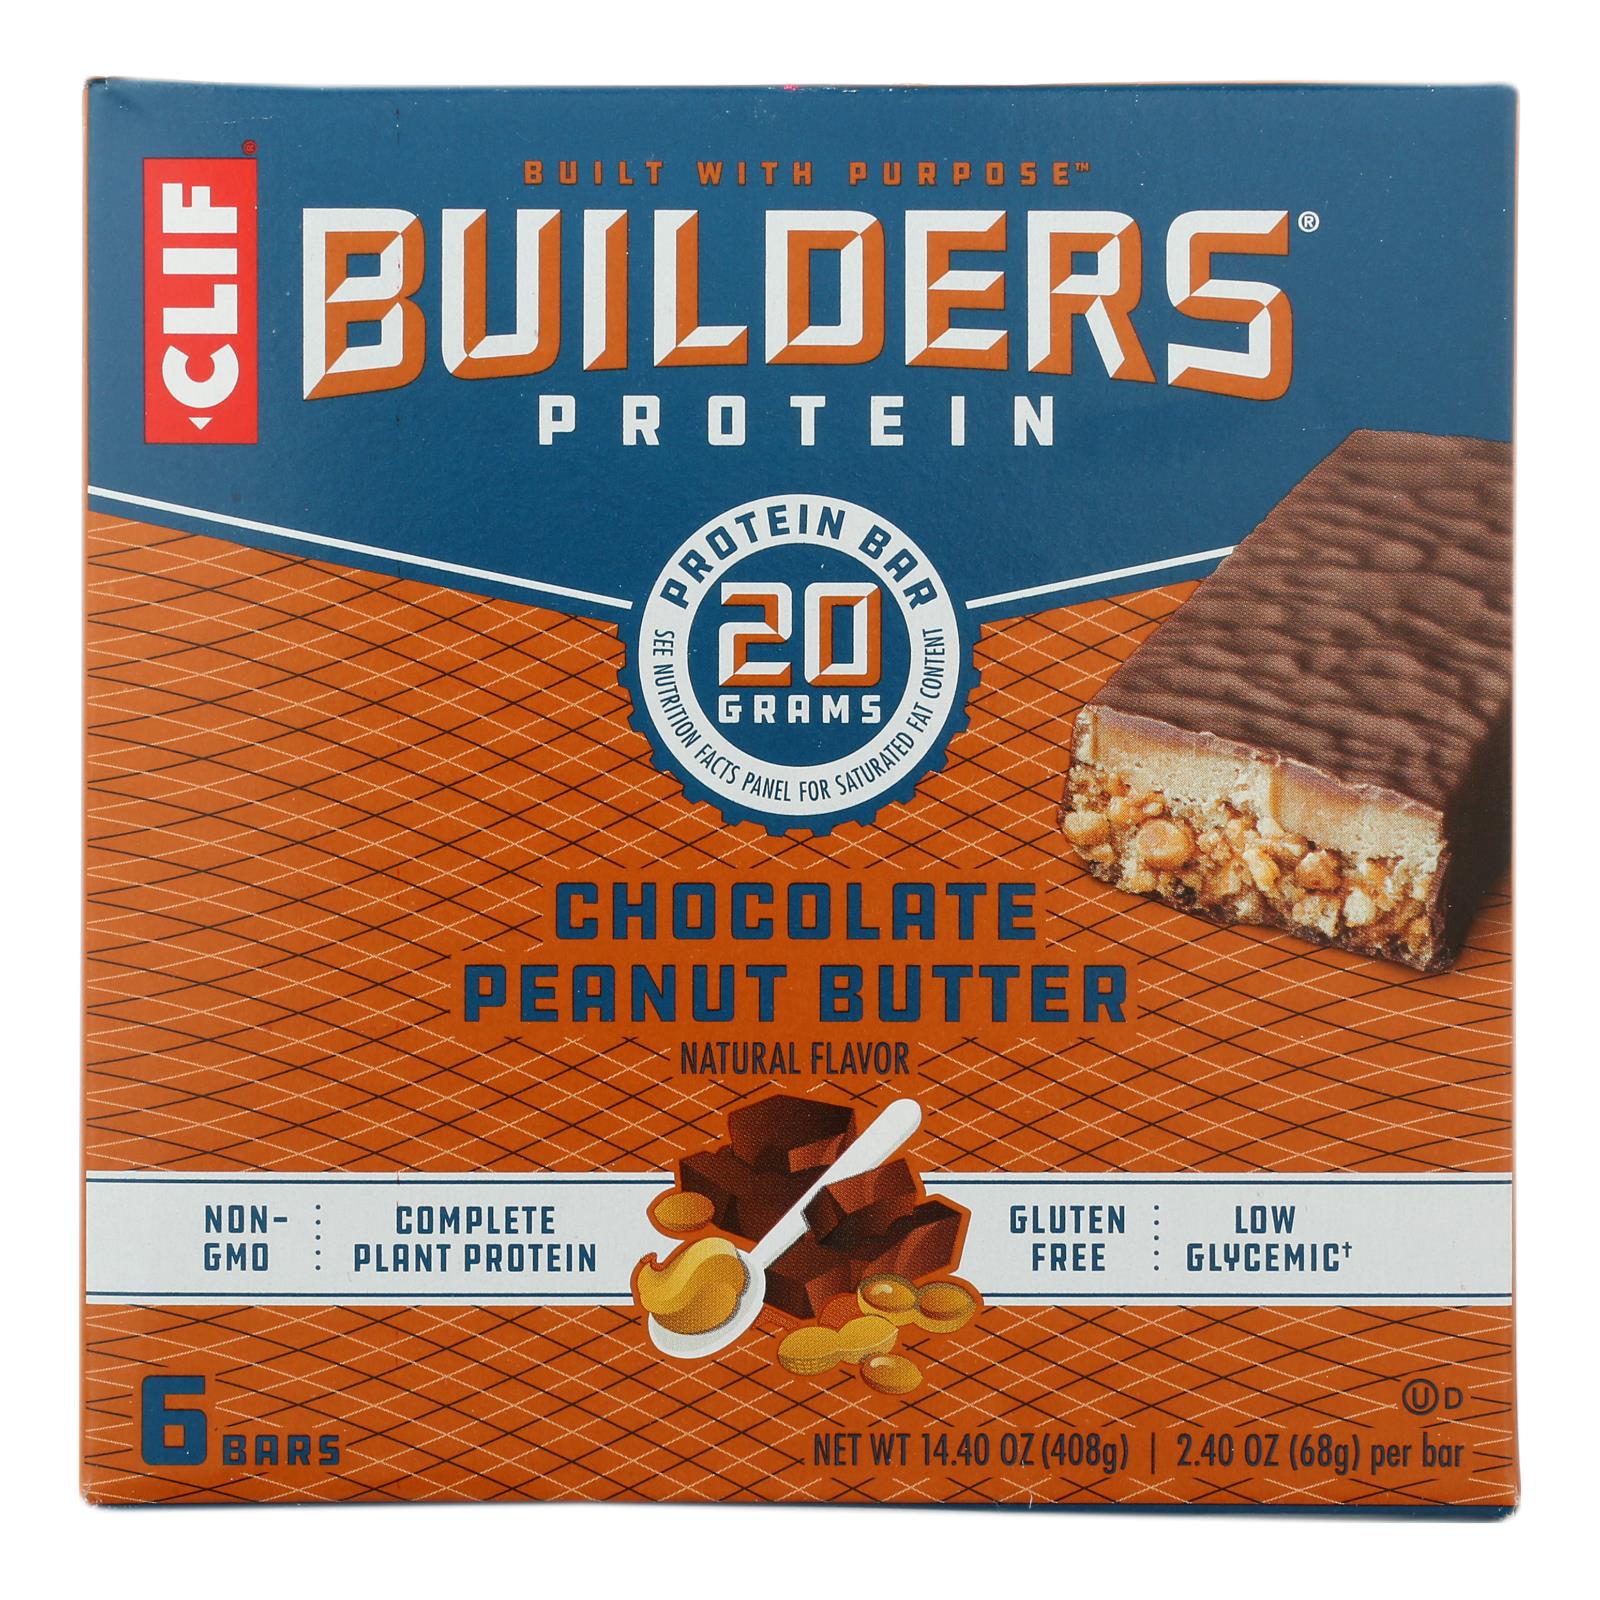 CLIF®
BUILT WITH PURPOSE™
BUILDERS®
PROTEIN
PROTEIN BAR
20
GRAMS
SEE NUTRITION FACTS PANEL FOR SATURATED FAT CONTENT
CHOCOLATE
PEANUT BUTTER
NATURAL FLAVOR
NON-
GMO
COMPLETE
PLANT PROTEIN
GLUTEN
FREE
LOW
GLYCEMIC†
6 BARS
Ⓤ D
NET WT 14.40 OZ (408g) | 2.40 OZ (68g) per bar